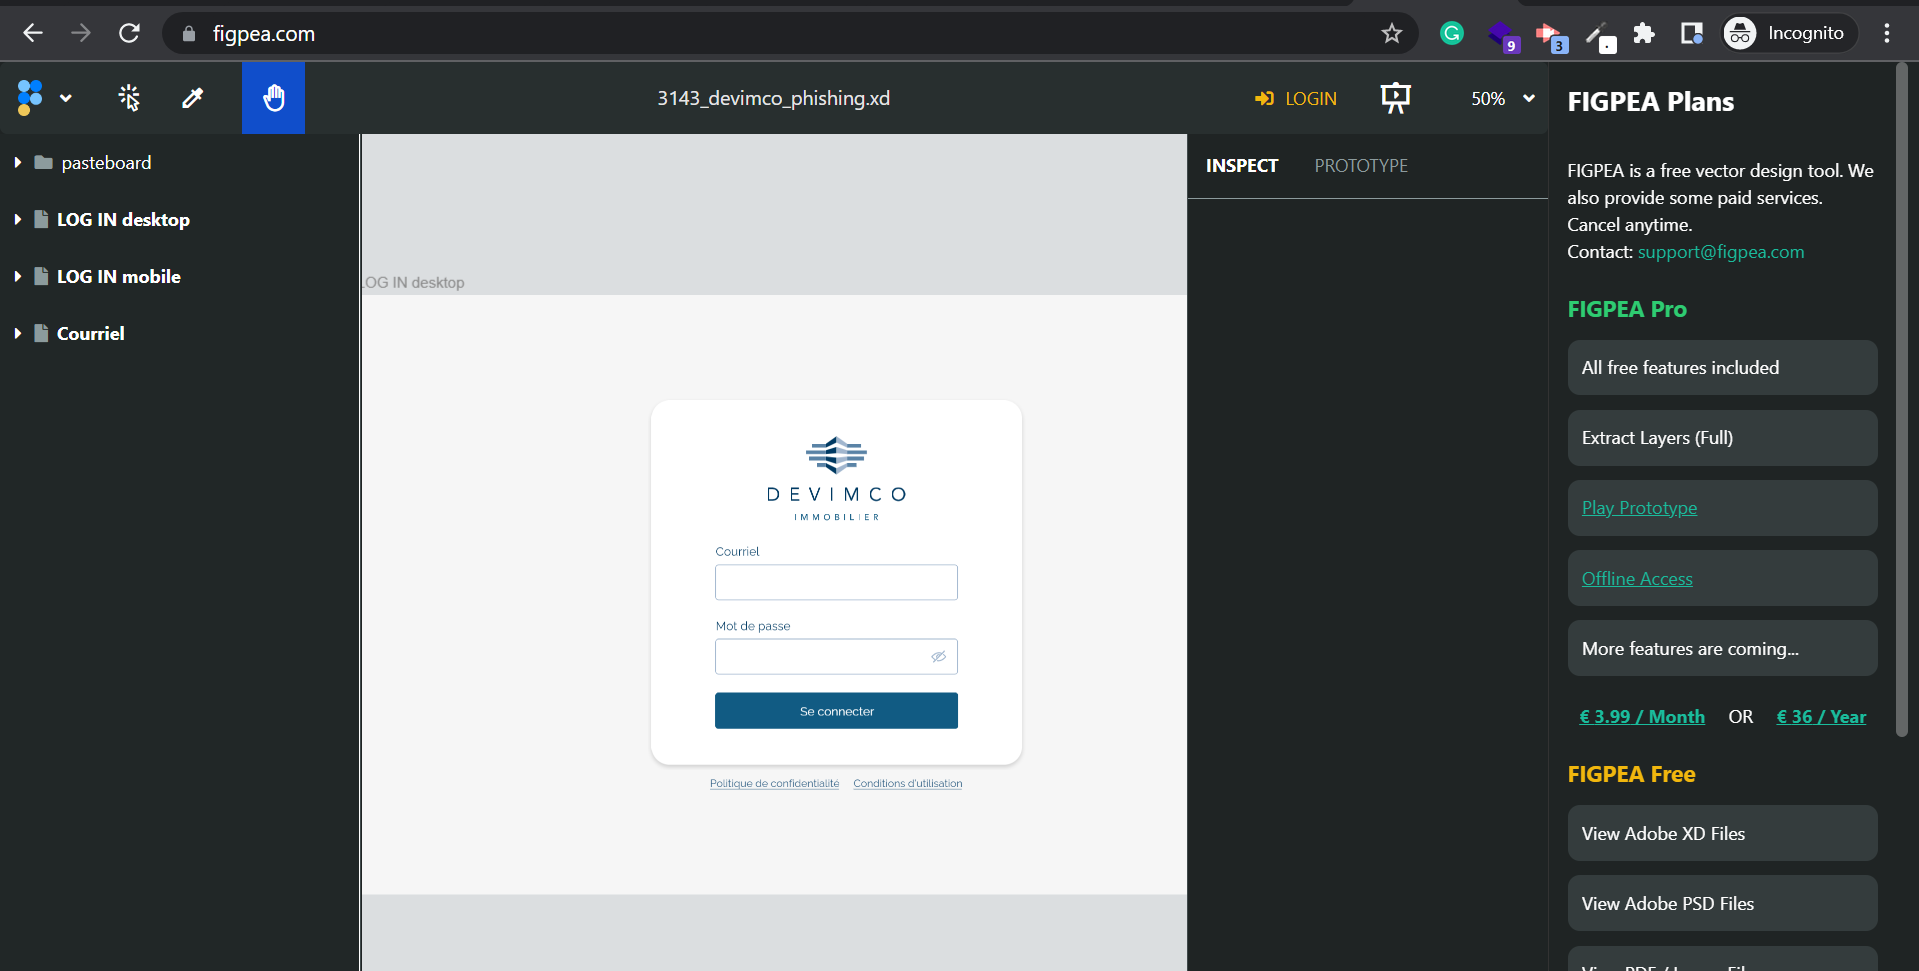 figpea.com
9
3
Incognito
3143_devimco_phishing.xd
LOGIN
50%
pasteboard
LOG IN desktop
LOG IN mobile
Courriel
LOG IN desktop
DEVIMCO
IMMOBILIER
Courriel
Mot de passe
Se connecter
Politique de confidentialité
Conditions d'utilisation
INSPECT
PROTOTYPE
FIGPEA Plans
FIGPEA is a free vector design tool. We
also provide some paid services.
Cancel anytime.
Contact: support@figpea.com
FIGPEA Pro
All free features included
Extract Layers (Full)
Play Prototype
Offline Access
More features are coming...
€ 3.99 / Month OR € 36 / Year
FIGPEA Free
View Adobe XD Files
View Adobe PSD Files